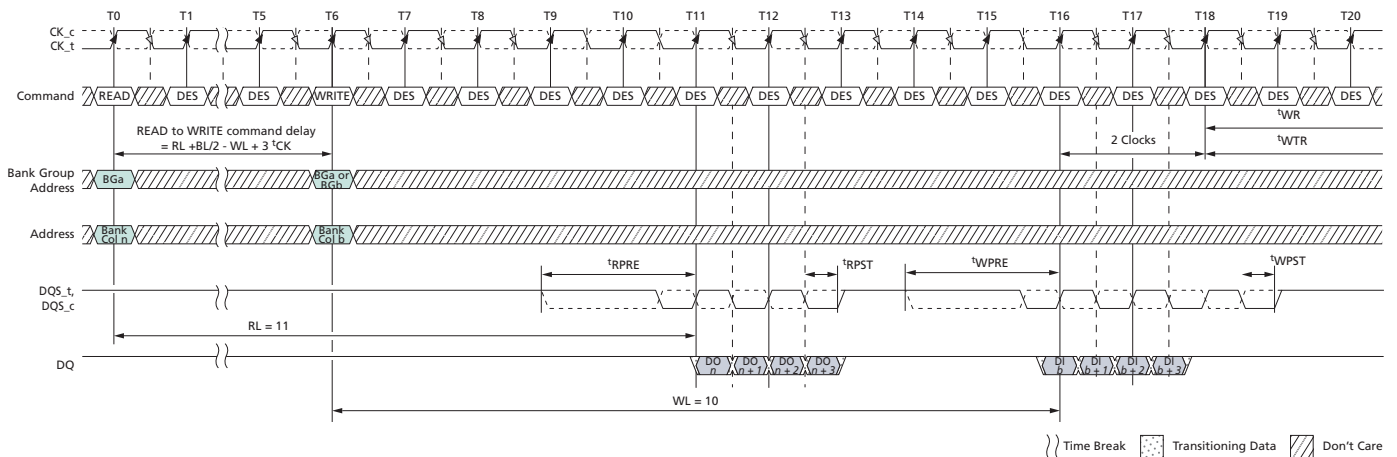 T0 T1 T5 T6 T7 T8 T9 T10 T11 T12 T13 T14 T15 T16 T17 T18 T19 T20
CK_c
CK_t
Command READ DES DES WRITE DES DES DES DES DES DES DES DES DES DES DES DES DES DES
tWR
READ to WRITE command delay
= RL +BL/2 - WL + 3 tCK
2 Clocks
tWTR
Bank Group
Address
BGa
BGa or
BGb
Address
Bank
Col n
Bank
Col b
tRPRE tRPST tWPRE tWPST
DQS_t,
DQS_c
RL = 11
DQ
DO
n
DO
n + 1
DO
n + 2
DO
n + 3
DI
b
DI
b + 1
DI
b + 2
DI
b + 3
WL = 10
Time Break Transitioning Data Don't Care